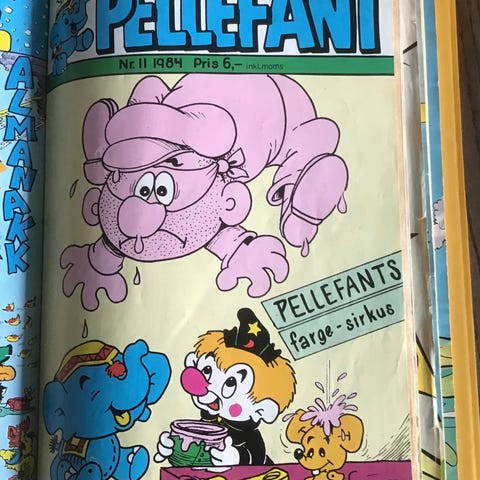 PELLEFANT
Nr. 11 1984 Pris 6,– inkl.moms
PELLEFANTS
farge-sirkus
ALMANAKK